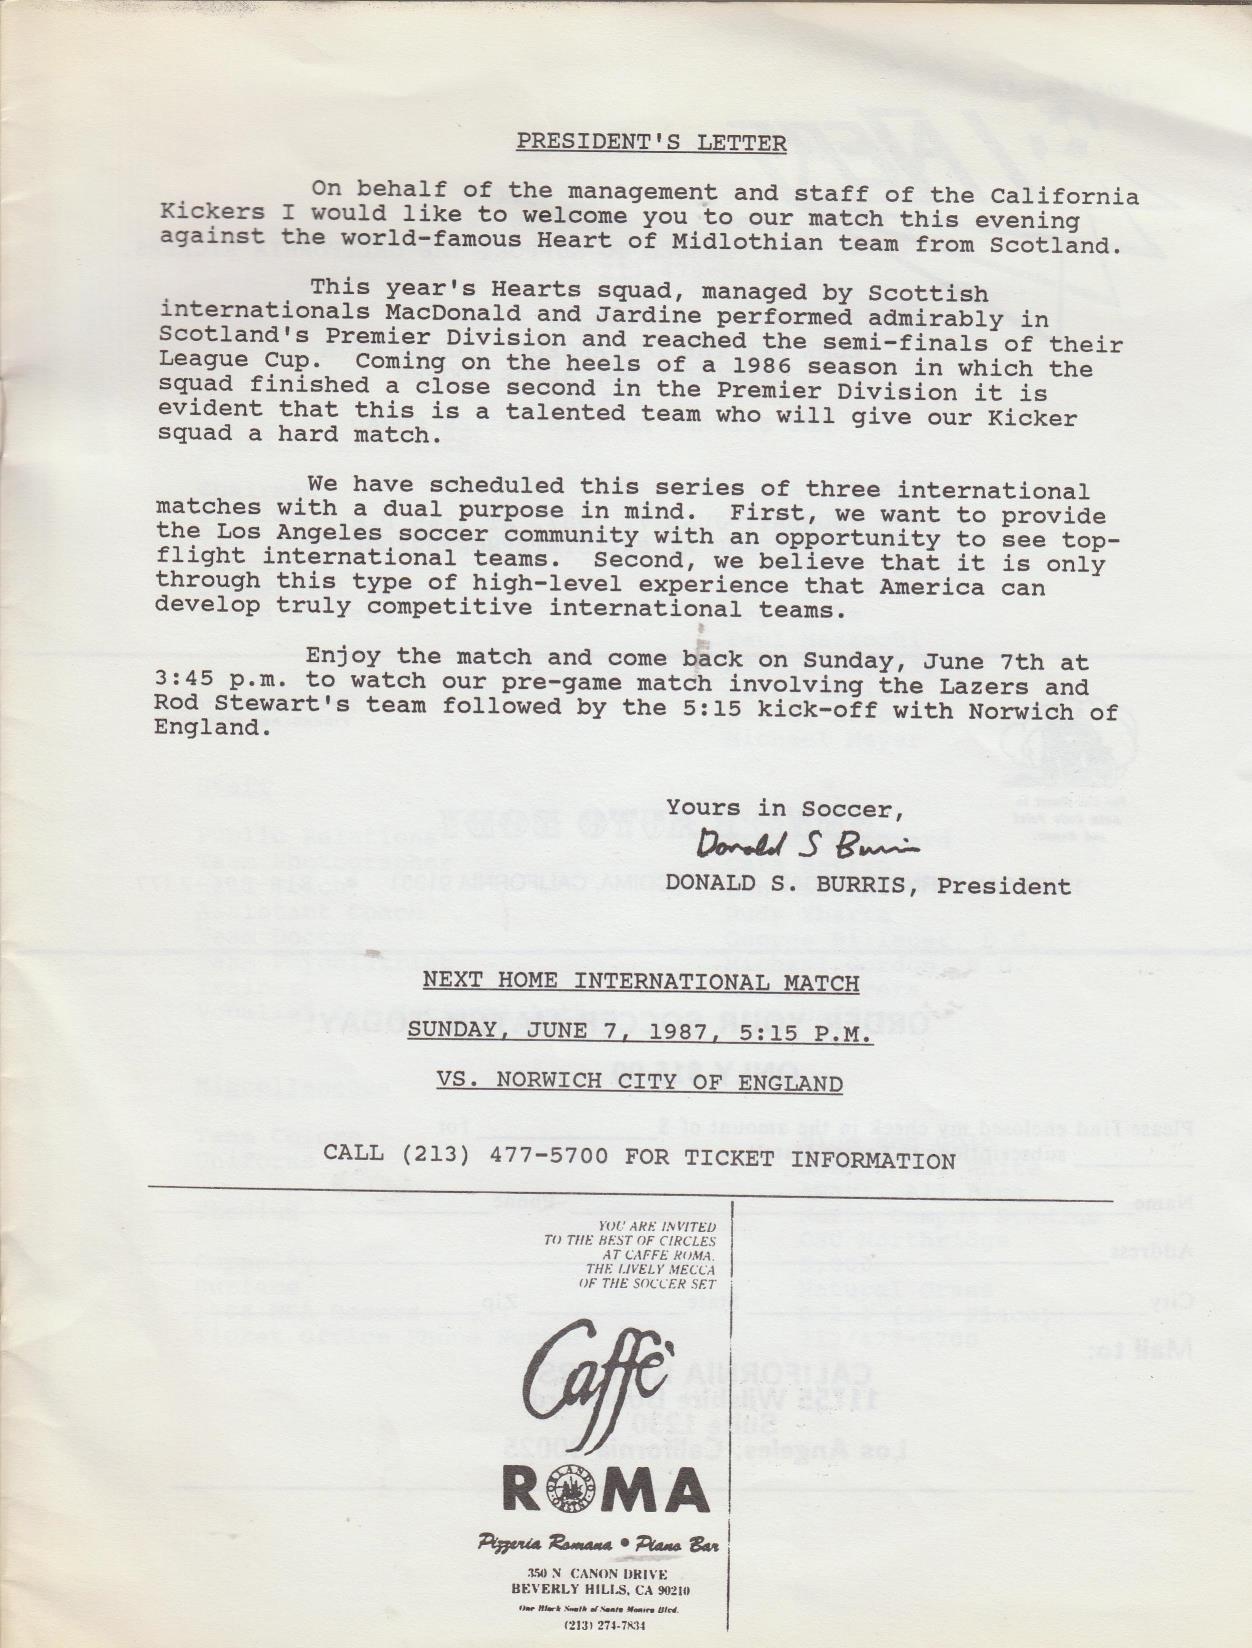 PRESIDENT'S LETTER
On behalf of the management and staff of the California
Kickers I would like to welcome you to our match this evening
against the world-famous Heart of Midlothian team from Scotland.
This year's Hearts squad, managed by Scottish
internationals MacDonald and Jardine performed admirably in
Scotland's Premier Division and reached the semi-finals of their
League Cup. Coming on the heels of a 1986 season in which the
squad finished a close second in the Premier Division it is
evident that this is a talented team who will give our Kicker
squad a hard match.
We have scheduled this series of three international
matches with a dual purpose in mind. First, we want to provide
the Los Angeles soccer community with an opportunity to see top-
flight international teams. Second, we believe that it is only
through this type of high-level experience that America can
develop truly competitive international teams.
Enjoy the match and come back on Sunday, June 7th at
3:45 p.m. to watch our pre-game match involving the Lazers and
Rod Stewart's team followed by the 5:15 kick-off with Norwich of
England.
Yours in Soccer,
Donald S Burris
DONALD S. BURRIS, President
NEXT HOME INTERNATIONAL MATCH
SUNDAY, JUNE 7, 1987, 5:15 P.M.
VS. NORWICH CITY OF ENGLAND
CALL (213) 477-5700 FOR TICKET INFORMATION
YOU ARE INVITED
TO THE BEST OF CIRCLES
AT CAFFE ROMA.
THE LIVELY MECCA
OF THE SOCCER SET
Caffè
ROMA
ORLANDO ORSINI
Pizzeria Romana • Piano Bar
350 N CANON DRIVE
BEVERLY HILLS, CA 90210
One Block South of Santa Monica Blvd.
(213) 274-7834